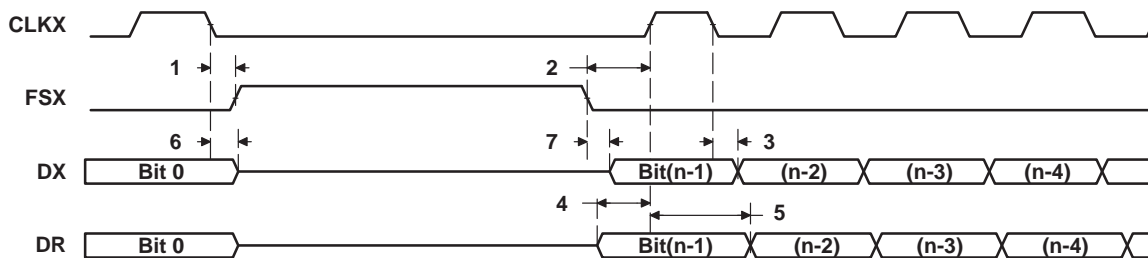 CLKX
1 2
FSX
6 7 3
DX Bit 0 Bit(n-1) (n-2) (n-3) (n-4)
4 5
DR Bit 0 Bit(n-1) (n-2) (n-3) (n-4)